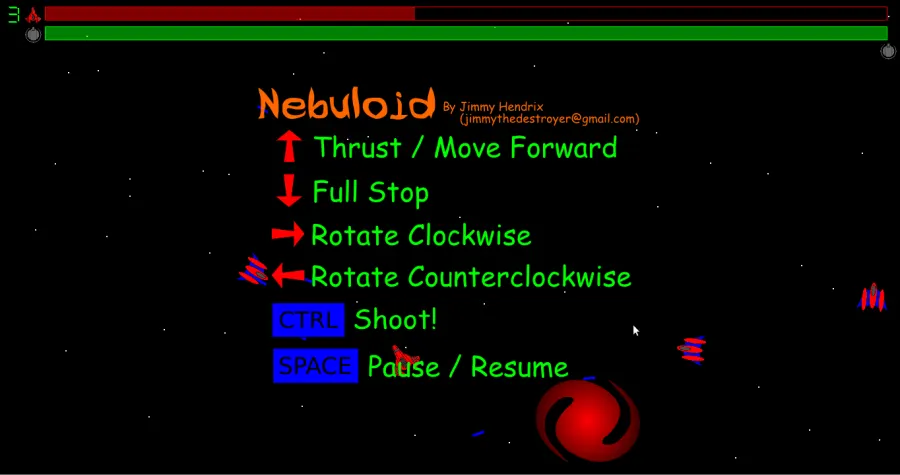 3
Nebuloid By Jimmy Hendrix
(jimmythedestroyer@gmail.com)
Thrust / Move Forward
Full Stop
Rotate Clockwise
Rotate Counterclockwise
CTRL Shoot!
SPACE Pause / Resume